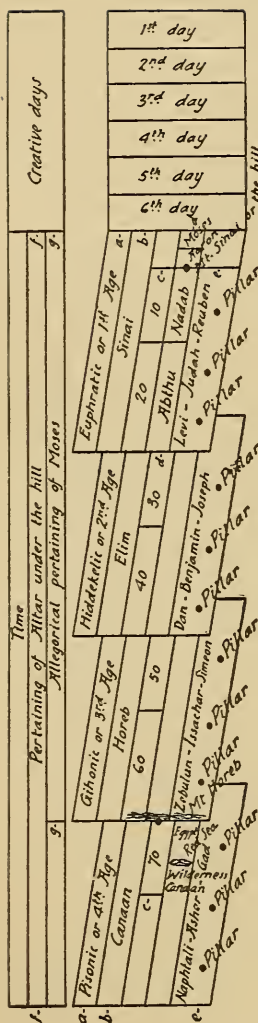 Creative days
1st day
2nd day
3rd day
4th day
5th day
6th day
Time
f- Pertaining of Altar under the hill f.
g- Allegorical pertaining of Moses g.
Euphratic or 1st Age a-
Sinai b-
20 10 c-
Abihu Nadab
Moses
Aaron
Mt. Sinai or the hill
Levi - Judah - Reuben e-
Pillar
Pillar
Pillar
Hiddekelic or 2nd Age
Elim
40 30 d-
Dan - Benjamin - Joseph
Pillar
Pillar
Pillar
Gihonic or 3rd Age
Horeb
60 50
Zebulun - Issachar - Simeon
Mt Horeb
Pillar
Pillar
Pillar
a- Pisonic or 4th Age
b- Canaan
c- 70
Egypt
Red Sea
Gad
Wilderness
Canaan
e- Naphtali - Asher
Pillar
Pillar
Pillar